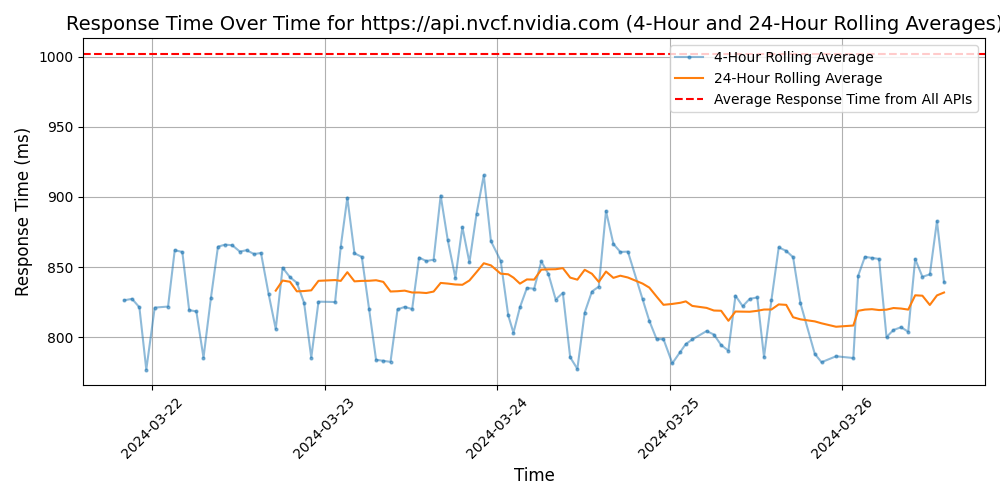 Response Time Over Time for https://api.nvcf.nvidia.com (4-Hour and 24-Hour Rolling Averages)
4-Hour Rolling Average
24-Hour Rolling Average
Average Response Time from All APIs
Response Time (ms)
1000
950
900
850
800
2024-03-22
2024-03-23
2024-03-24
2024-03-25
2024-03-26
Time